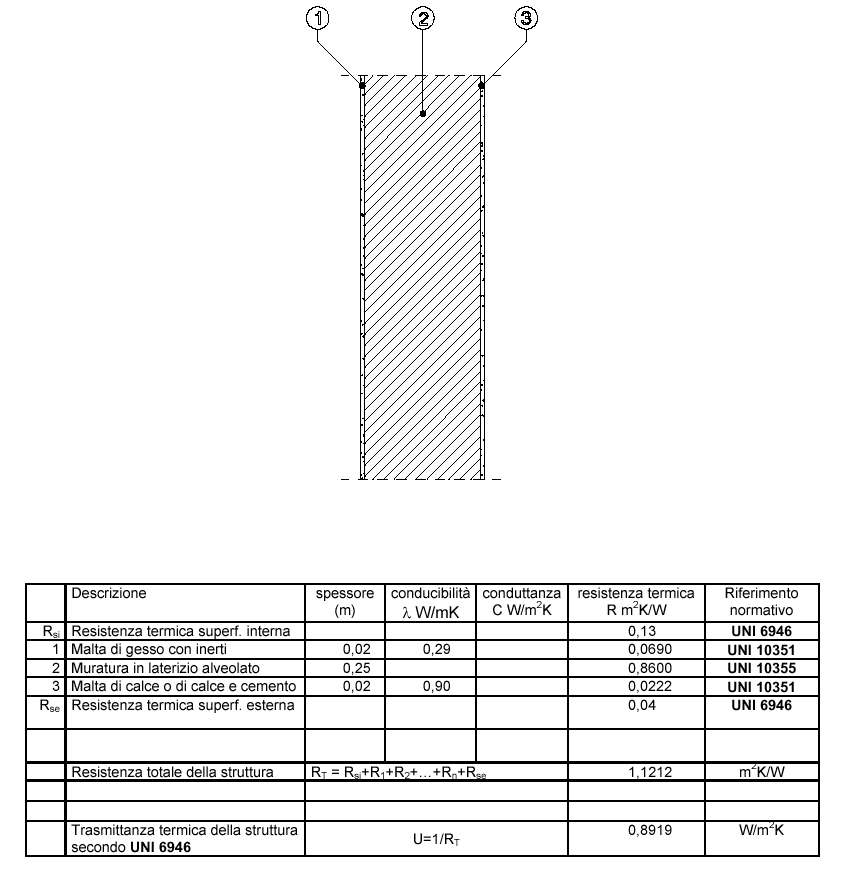 1 2 3
Descrizione spessore (m) conducibilità λ W/mK conduttanza C W/m²K resistenza termica R m²K/W Riferimento normativo
Rsi Resistenza termica superf. interna 0,13 UNI 6946
1 Malta di gesso con inerti 0,02 0,29 0,0690 UNI 10351
2 Muratura in laterizio alveolato 0,25 0,8600 UNI 10355
3 Malta di calce o di calce e cemento 0,02 0,90 0,0222 UNI 10351
Rse Resistenza termica superf. esterna 0,04 UNI 6946
Resistenza totale della struttura RT = Rsi+R1+R2+…+Rn+Rse 1,1212 m²K/W
Trasmittanza termica della struttura secondo UNI 6946 U=1/RT 0,8919 W/m²K